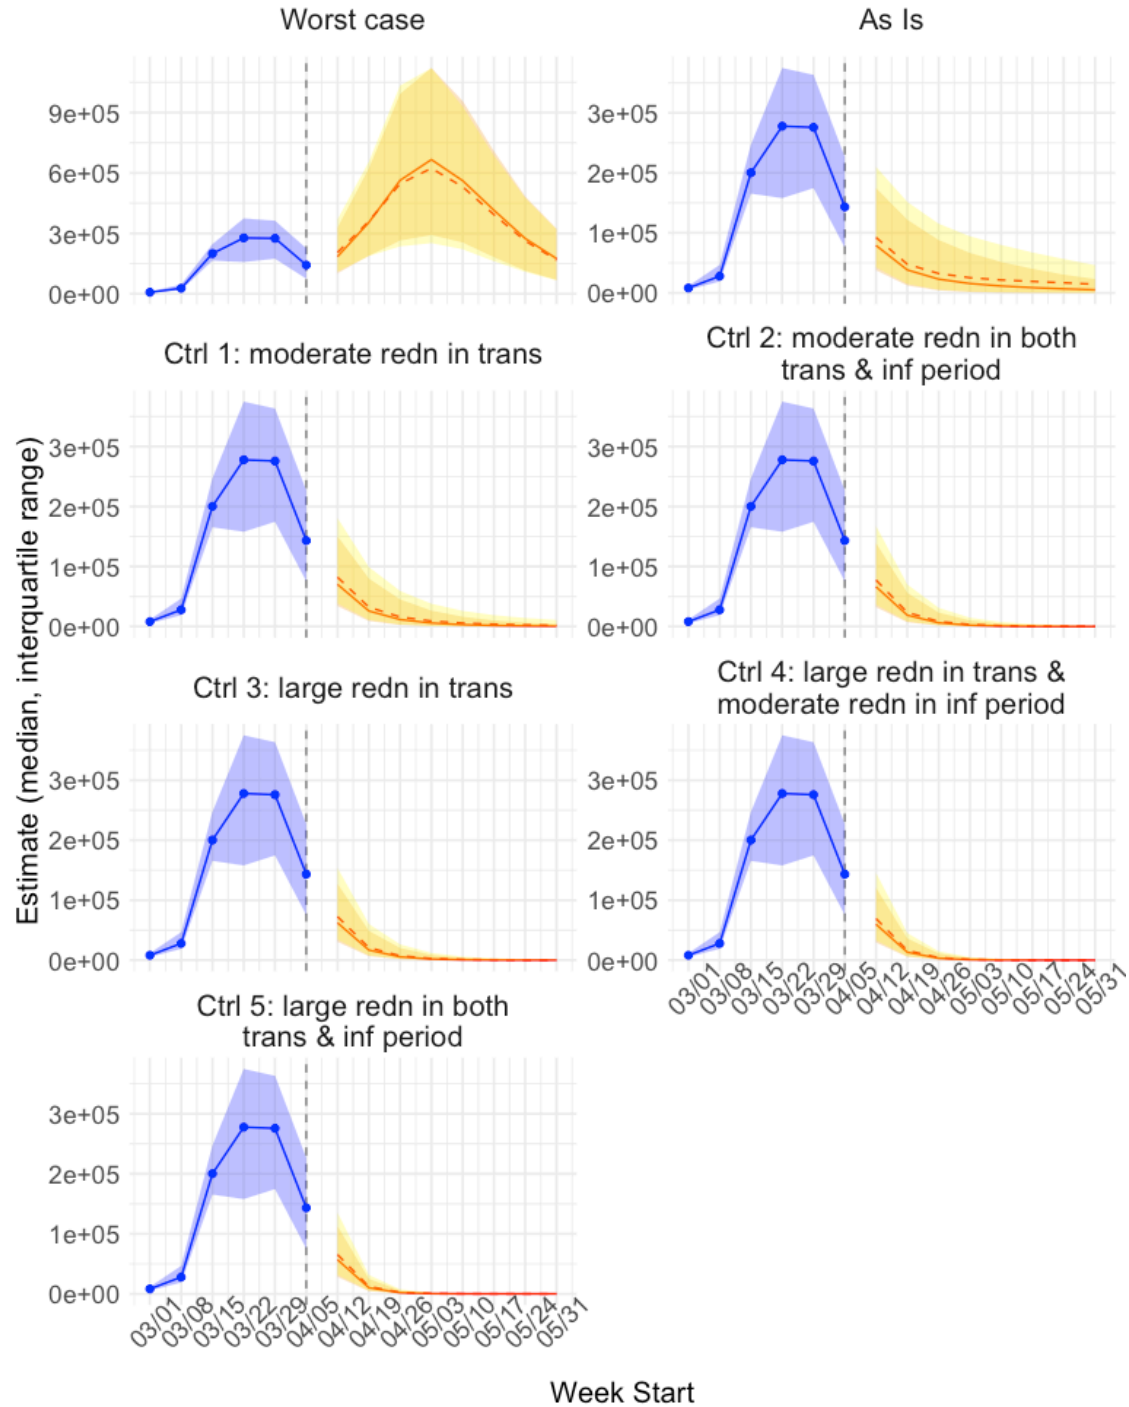 Worst case
As Is
9e+05
6e+05
3e+05
0e+00
3e+05
2e+05
1e+05
0e+00
Ctrl 1: moderate redn in trans
Ctrl 2: moderate redn in both
trans & inf period
3e+05
2e+05
1e+05
0e+00
3e+05
2e+05
1e+05
0e+00
Estimate (median, interquartile range)
Ctrl 3: large redn in trans
Ctrl 4: large redn in trans &
moderate redn in inf period
3e+05
2e+05
1e+05
0e+00
3e+05
2e+05
1e+05
0e+00
03/01
03/08
03/15
03/22
03/29
04/05
04/12
04/19
04/26
05/03
05/10
05/17
05/24
05/31
Ctrl 5: large redn in both
trans & inf period
3e+05
2e+05
1e+05
0e+00
03/01
03/08
03/15
03/22
03/29
04/05
04/12
04/19
04/26
05/03
05/10
05/17
05/24
05/31
Week Start